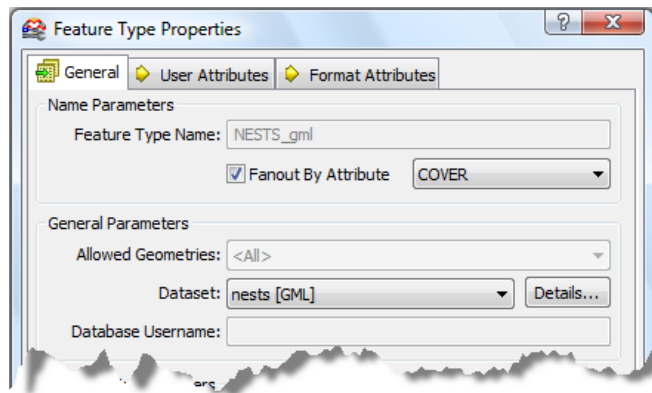 Feature Type Properties
General User Attributes Format Attributes
Name Parameters
Feature Type Name: NESTS_gml
Fanout By Attribute COVER
General Parameters
Allowed Geometries: <All>
Dataset: nests [GML] Details...
Database Username: